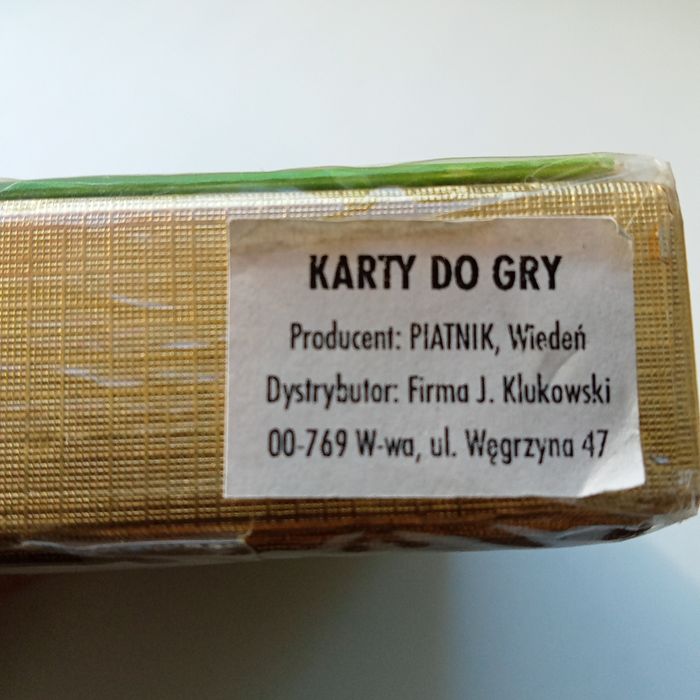 KARTY DO GRY
Producent: PIATNIK, Wiedeń
Dystrybutor: Firma J. Klukowski
00-769 W-wa, ul. Węgrzyna 47